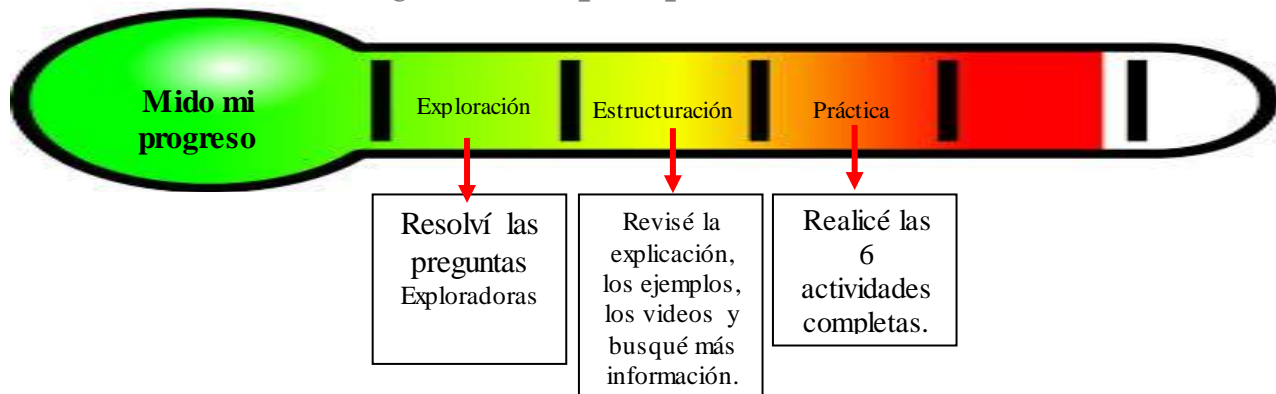 Mido mi
progreso
Exploración
Estructuración
Práctica
Resolví las
preguntas
Exploradoras
Revisé la
explicación,
los ejemplos,
los videos y
busqué más
información.
Realicé las
6
actividades
completas.